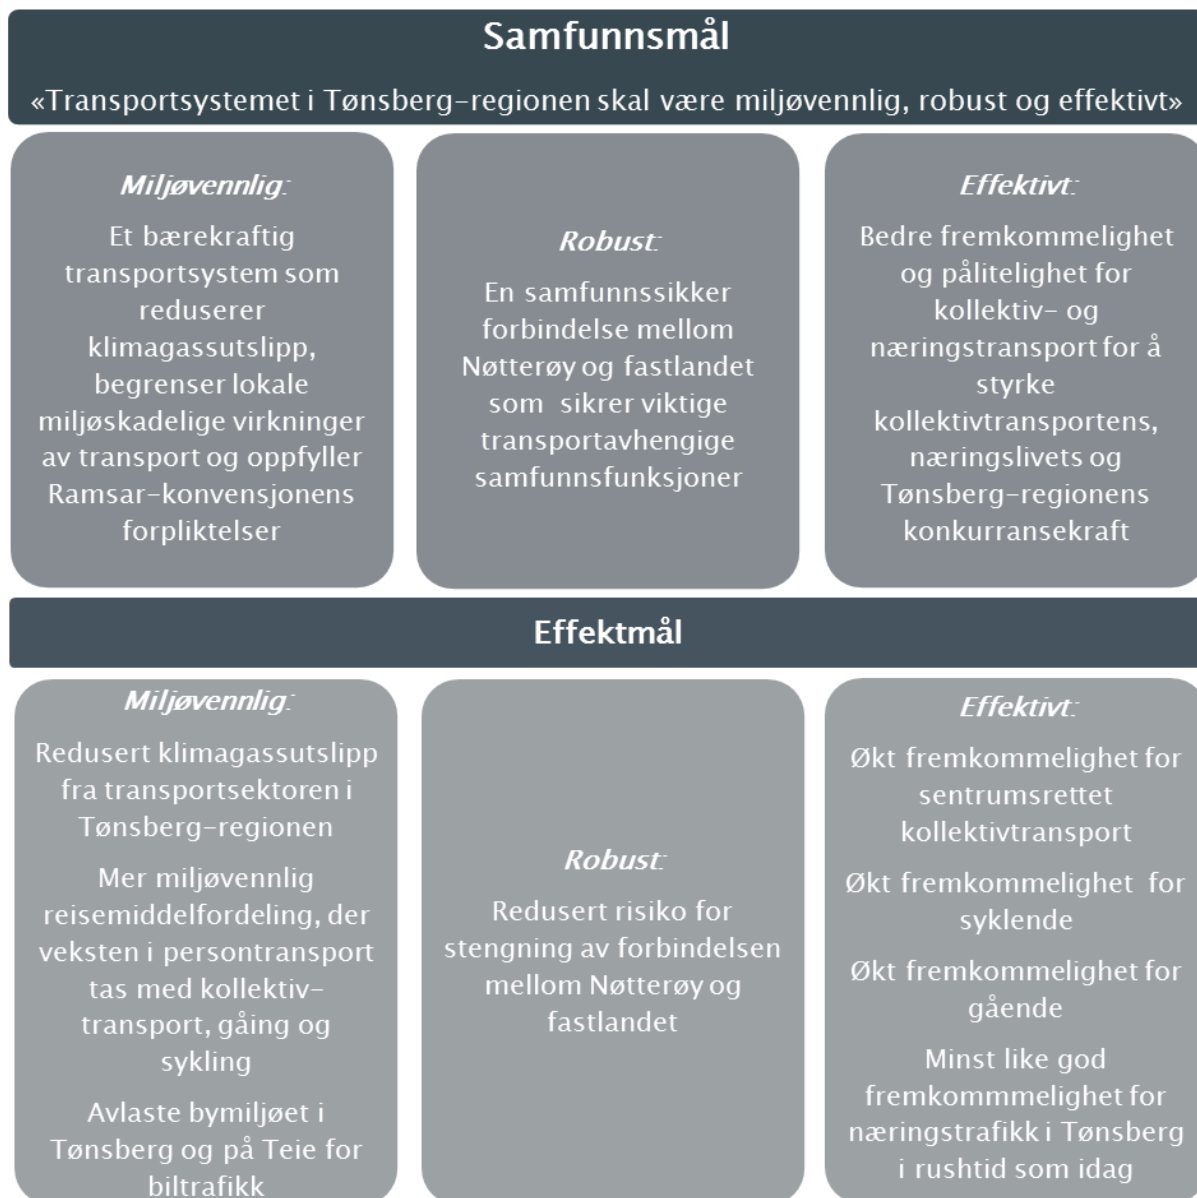 Samfunnsmål
«Transportsystemet i Tønsberg-regionen skal være miljøvennlig, robust og effektivt»
Miljøvennlig:
Et bærekraftig
transportsystem som
reduserer
klimagassutslipp,
begrenser lokale
miljøskadelige virkninger
av transport og oppfyller
Ramsar-konvensjonens
forpliktelser
Robust:
En samfunnssikker
forbindelse mellom
Nøtterøy og fastlandet
som sikrer viktige
transportavhengige
samfunnsfunksjoner
Effektivt:
Bedre fremkommelighet
og pålitelighet for
kollektiv- og
næringstransport for å
styrke
kollektivtransportens,
næringslivets og
Tønsberg-regionens
konkurransekraft
Effektmål
Miljøvennlig:
Redusert klimagassutslipp
fra transportsektoren i
Tønsberg-regionen
Mer miljøvennlig
reisemiddelfordeling, der
veksten i persontransport
tas med kollektiv-
transport, gåing og
sykling
Avlaste bymiljøet i
Tønsberg og på Teie for
biltrafikk
Robust:
Redusert risiko for
stengning av forbindelsen
mellom Nøtterøy og
fastlandet
Effektivt:
Økt fremkommelighet for
sentrumsrettet
kollektivtransport
Økt fremkommelighet for
syklende
Økt fremkommelighet for
gående
Minst like god
fremkommmelighet for
næringstrafikk i Tønsberg
i rushtid som idag